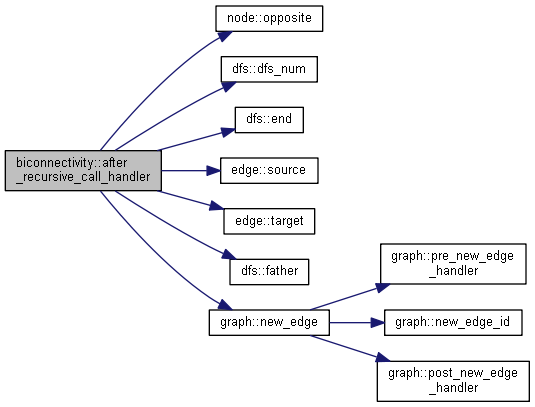 node::opposite
dfs::dfs_num
dfs::end
biconnectivity::after
_recursive_call_handler
edge::source
edge::target
dfs::father
graph::new_edge
graph::pre_new_edge
_handler
graph::new_edge_id
graph::post_new_edge
_handler